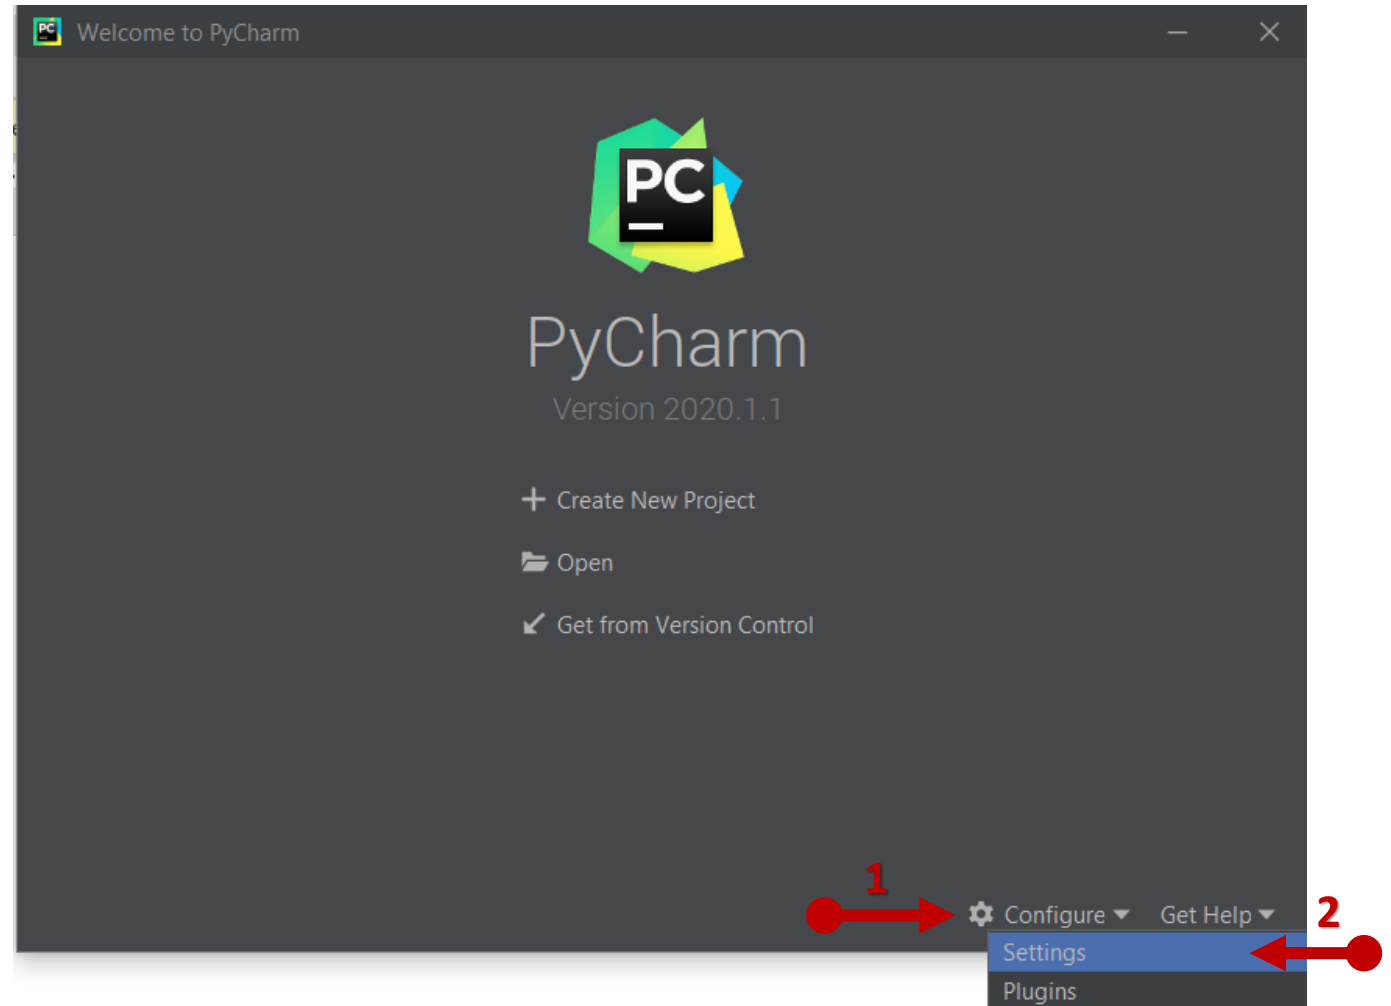 PC
Welcome to PyCharm
PC
PyCharm
Version 2020.1.1
Create New Project
Open
Get from Version Control
1
Configure
Get Help
2
Settings
Plugins